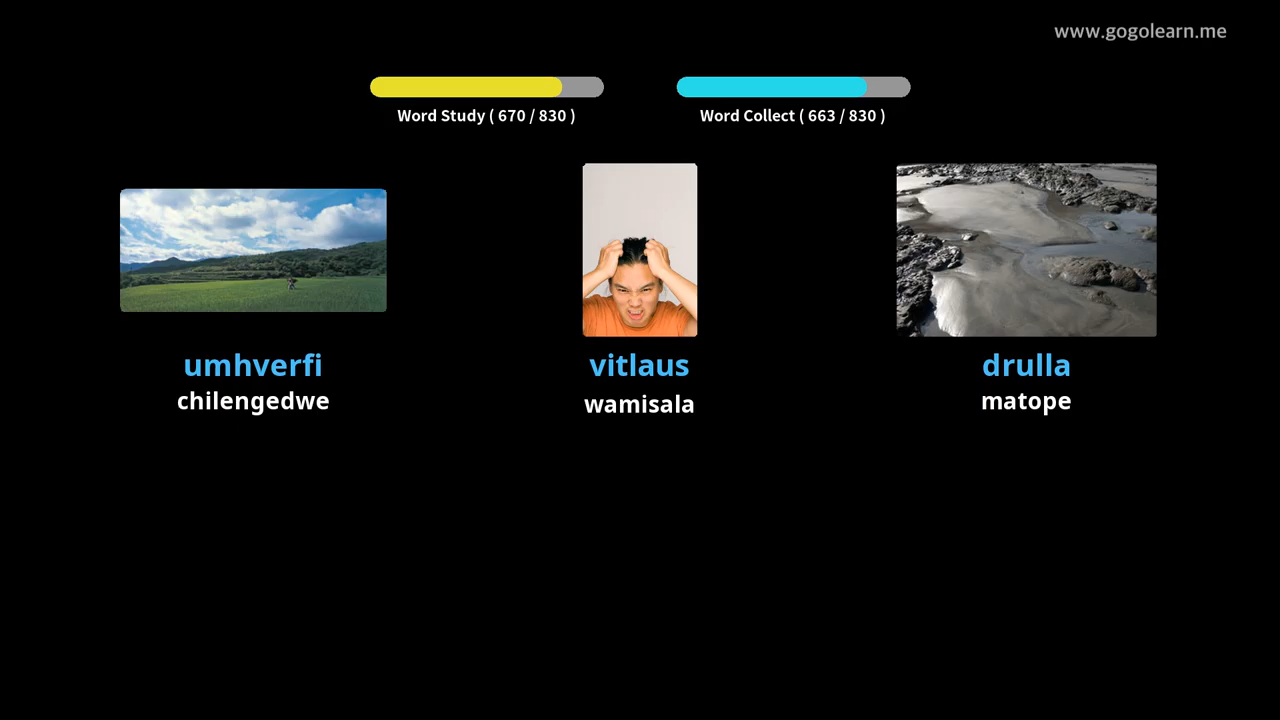 www.gogolearn.me
Word Study ( 670 / 830 )
Word Collect ( 663 / 830 )
umhverfi
chilengedwe
vitlaus
wamisala
drulla
matope